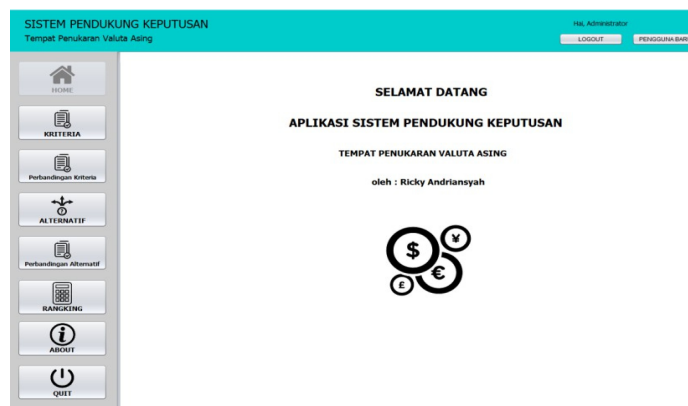 SISTEM PENDUKUNG KEPUTUSAN
Tempat Penukaran Valuta Asing
Hai, Administrator
LOGOUT
PENGGUNA BAR
HOME
KRITERIA
Perbandingan Kriteria
ALTERNATIF
Perbandingan Alternatif
RANGKING
ABOUT
QUIT
SELAMAT DATANG
APLIKASI SISTEM PENDUKUNG KEPUTUSAN
TEMPAT PENUKARAN VALUTA ASING
oleh : Ricky Andriansyah
$ ¥
£ €